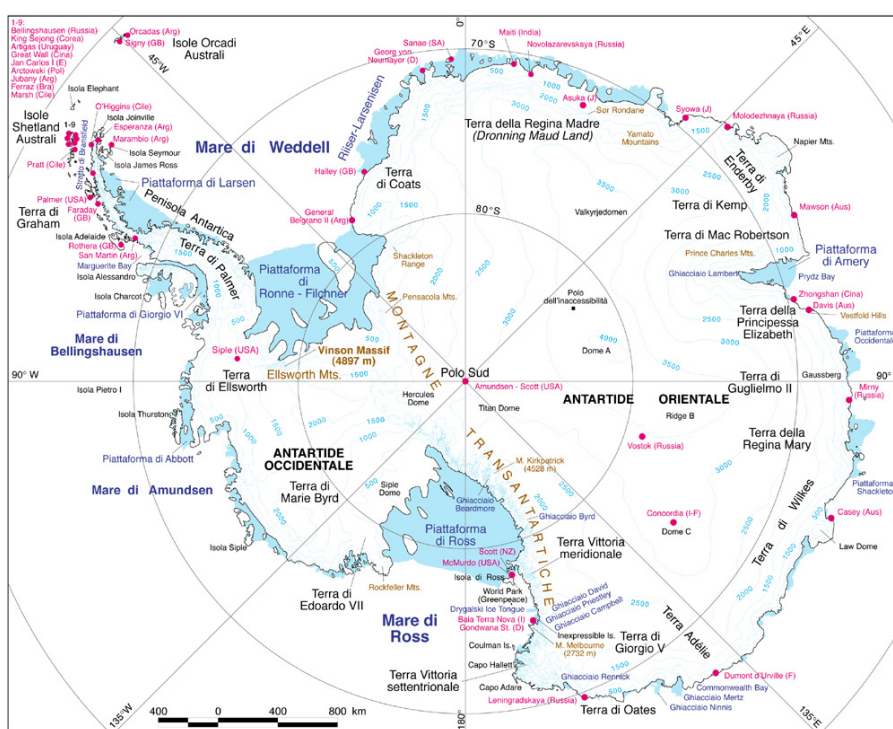 1-9:
Bellingshausen (Russia)
King Sejong (Corea)
Artigas (Uruguay)
Great Wall (Cina)
Jan Carlos I (E)
Arctowski (Pol)
Jubany (Arg)
Ferraz (Bra)
Marsh (Cile)
Orcadas (Arg)
Signy (GB)
Isole Orcadi
Australi
45°W
0°
70°S
45°E
Sanae (SA)
Georg von
Neumayer (D)
Maiti (India)
Novolazarevskaya (Russia)
Isola Elephant
Isole
Shetland
Australi
1-9
O'Higgins (Cile)
Isola Joinville
Esperanza (Arg)
Marambio (Arg)
Isola Seymour
Isola James Ross
Stretto di Bransfield
Pratt (Cile)
Piattaforma di Larsen
Palmer (USA)
Faraday
(GB)
Terra di
Graham
Penisola Antartica
Isola Adelaide
Rothera (GB)
San Martin (Arg)
Marguerite Bay
Isola Alessandro
Isola Charcot
Terra di Palmer
Piattaforma di Giorgio VI
Mare di
Bellingshausen
Mare di Weddell
Riiser-Larsenisen
Halley (GB)
Terra
di Coats
General
Belgrano II (Arg)
Asuka (J)
Sor Rondane
Terra della Regina Madre
(Dronning Maud Land)
Yamato
Mountains
Syowa (J)
Molodezhnaya (Russia)
Napier Mts.
Terra di
Enderby
Terra di Kemp
Mawson (Aus)
Terra di Mac Robertson
Prince Charles Mts.
Piattaforma
di Amery
Ghiacciaio Lambert
Prydz Bay
Zhongshan (Cina)
Davis (Aus)
Vestfold Hills
Piattaforma
Occidentale
80°S
Valkyrjedomen
Shackleton
Range
Piattaforma
di
Ronne - Filchner
Pensacola Mts.
Polo
dell'inaccessibilità
Dome A
Terra della
Principessa
Elizabeth
MONTAGNE
Siple (USA)
Vinson Massif
(4897 m)
Ellsworth Mts.
Terra
di Ellsworth
90° W
Polo Sud
Amundsen - Scott (USA)
Hercules
Dome
Titan Dome
ANTARTIDE ORIENTALE
Ridge B
Terra di
Guglielmo II
Gaussberg
90°
Mirny
(Russia)
Isola Pietro I
Isola Thurston
Piattaforma di Abbott
Mare di Amundsen
ANTARTIDE
OCCIDENTALE
Terra di
Marie Byrd
Siple
Dome
TRANSANTARTICHE
M. Kirkpatrick
(4528 m)
Vostok (Russia)
Terra della
Regina Mary
Piattaforma
Shackleto
Ghiacciaio
Beardmore
Ghiacciaio Byrd
Concordia (I-F)
Dome C
Terra di Wilkes
Casey (Aus)
Law Dome
Piattaforma
di Ross
Terra Vittoria
meridionale
Isola Siple
Terra di
Edoardo VII
Rockfeller Mts.
Scott (NZ)
McMurdo (USA)
Isola di Ross
World Park
(Greenpeace)
Drygalski Ice Tongue
Ghiacciaio David
Ghiacciaio Priestley
Ghiacciaio Campbell
Baia Terra Nova (I)
Gondwana St. (D)
Inexpressible Is.
M. Melbourne
(2732 m)
Mare di
Ross
Coulman Is.
Capo Hallett
Capo Adare
Terra Vittoria
settentrionale
Terra di
Giorgio V
Terra Adélie
Ghiacciaio Rennick
Leningradskaya (Russia)
Terra di Oates
Dumont d'Urville (F)
Commonwealth Bay
Ghiacciaio Mertz
Ghiacciaio Ninnis
135°W
180°
135°E
400 0 400 800 km